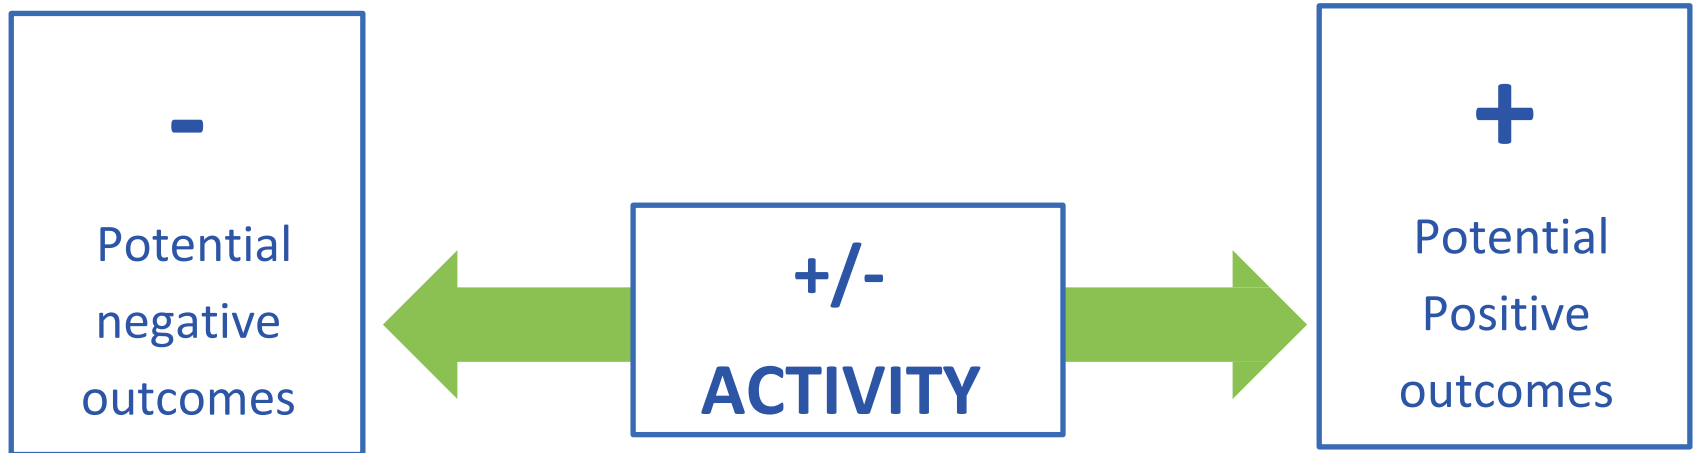 -
Potential
negative
outcomes
+/-
ACTIVITY
+
Potential
Positive
outcomes